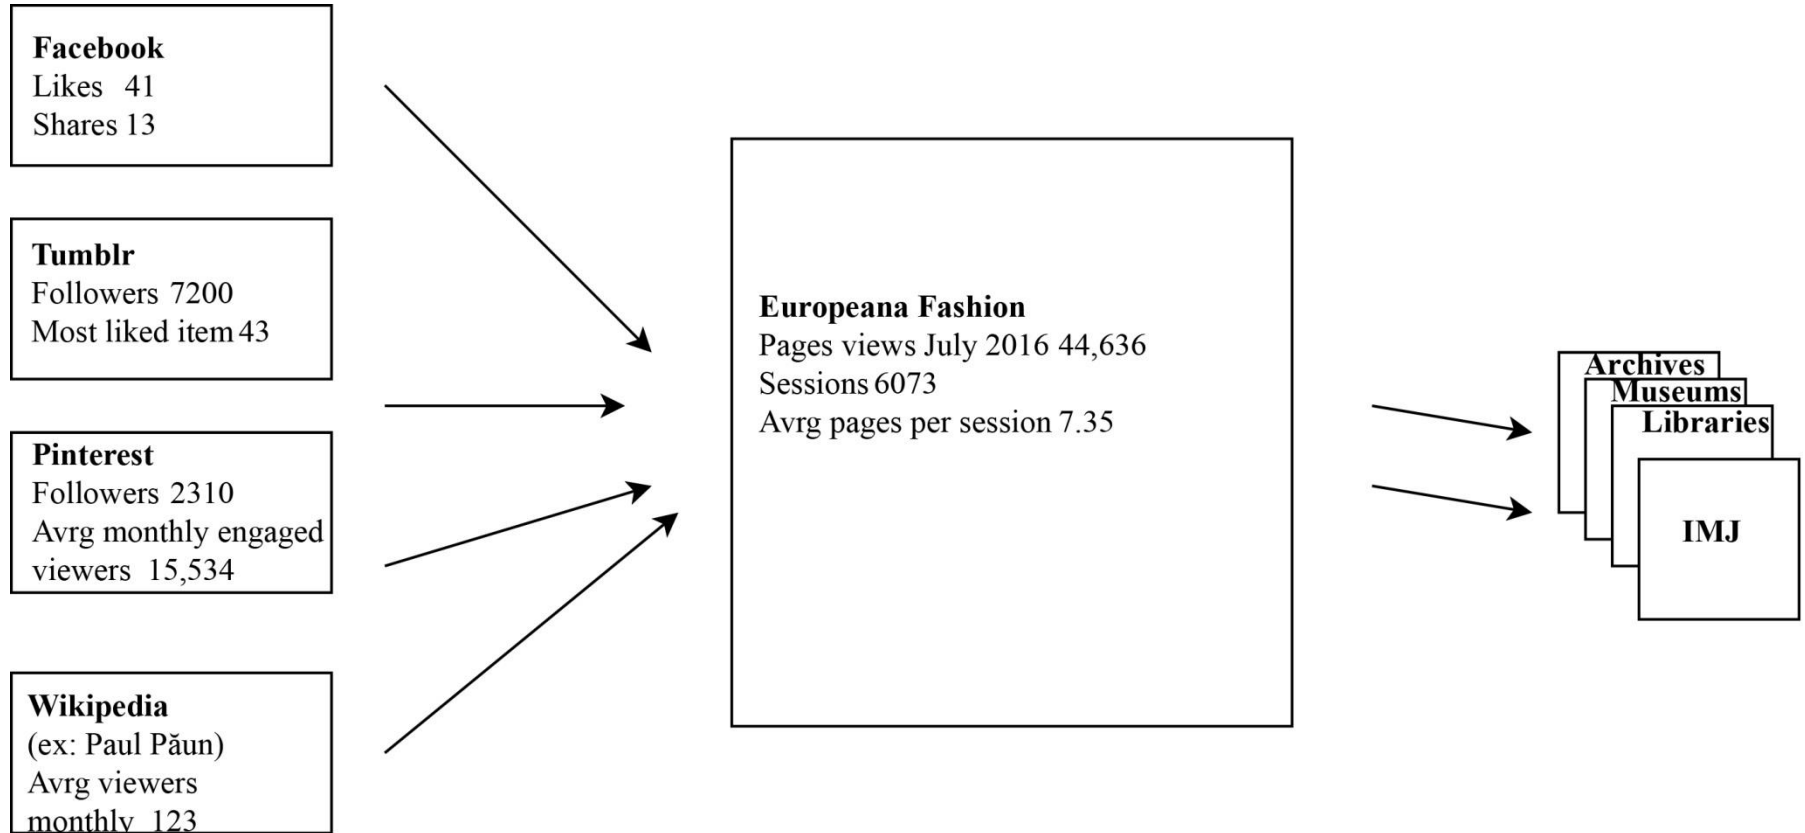 Facebook
Likes 41
Shares 13
Tumblr
Followers 7200
Most liked item 43
Pinterest
Followers 2310
Avrg monthly engaged
viewers 15,534
Wikipedia
(ex: Paul Păun)
Avrg viewers
monthly 123
Europeana Fashion
Pages views July 2016 44,636
Sessions 6073
Avrg pages per session 7.35
Archives
Museums
Libraries
IMJ